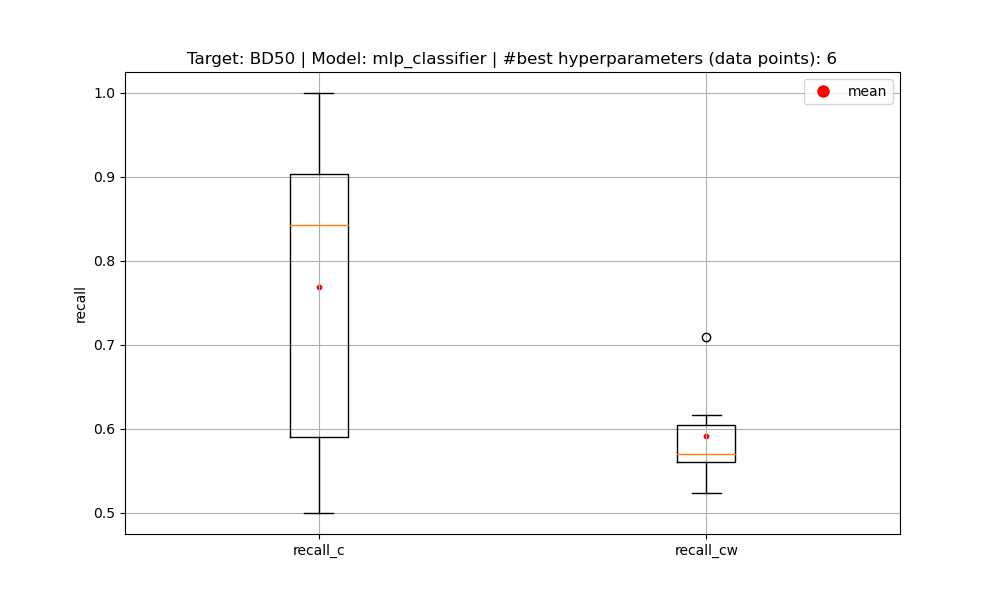 Target: BD50 | Model: mlp_classifier | #best hyperparameters (data points): 6
mean
1.0
0.9
0.8
0.7
0.6
0.5
recall
recall_c
recall_cw